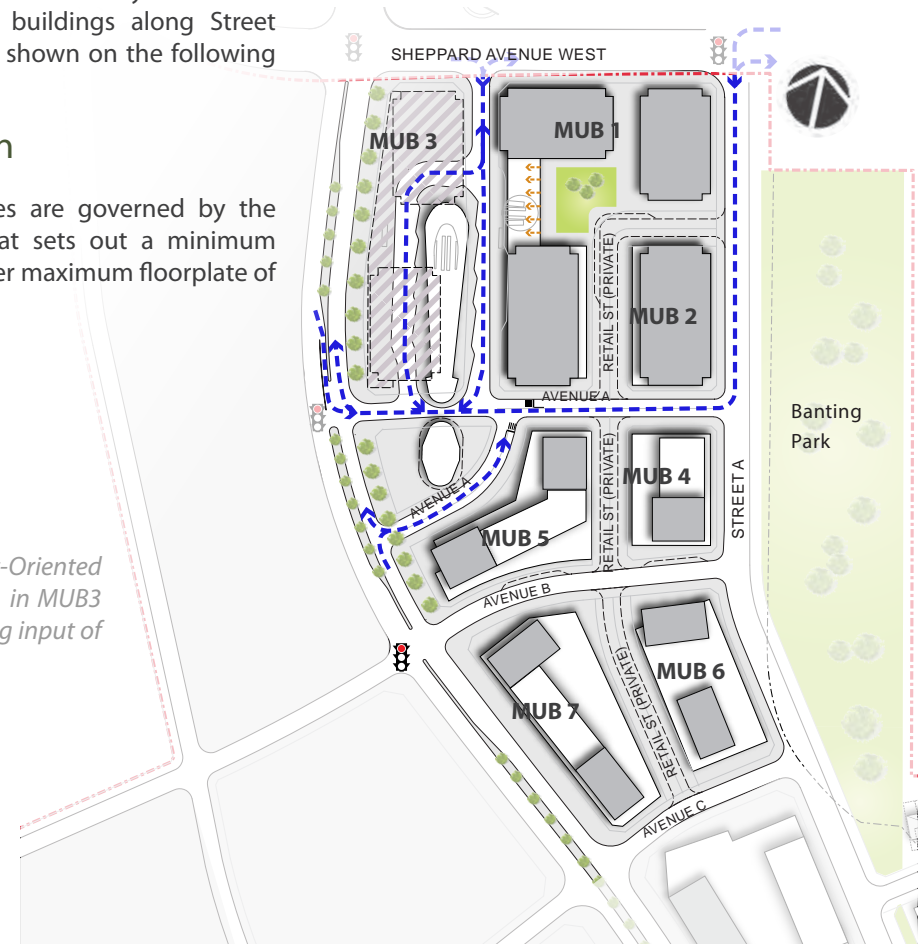 buildings along Street
shown on the following
n
es are governed by the
at sets out a minimum
er maximum floorplate of
-Oriented
in MUB3
g input of
SHEPPARD AVENUE WEST
MUB 3
MUB 1
RETAIL ST (PRIVATE)
MUB 2
AVENUE A
Banting
Park
AVENUE A
RETAIL ST (PRIVATE)
MUB 4
STREET A
MUB 5
AVENUE B
MUB 7
RETAIL ST (PRIVATE)
MUB 6
AVENUE C